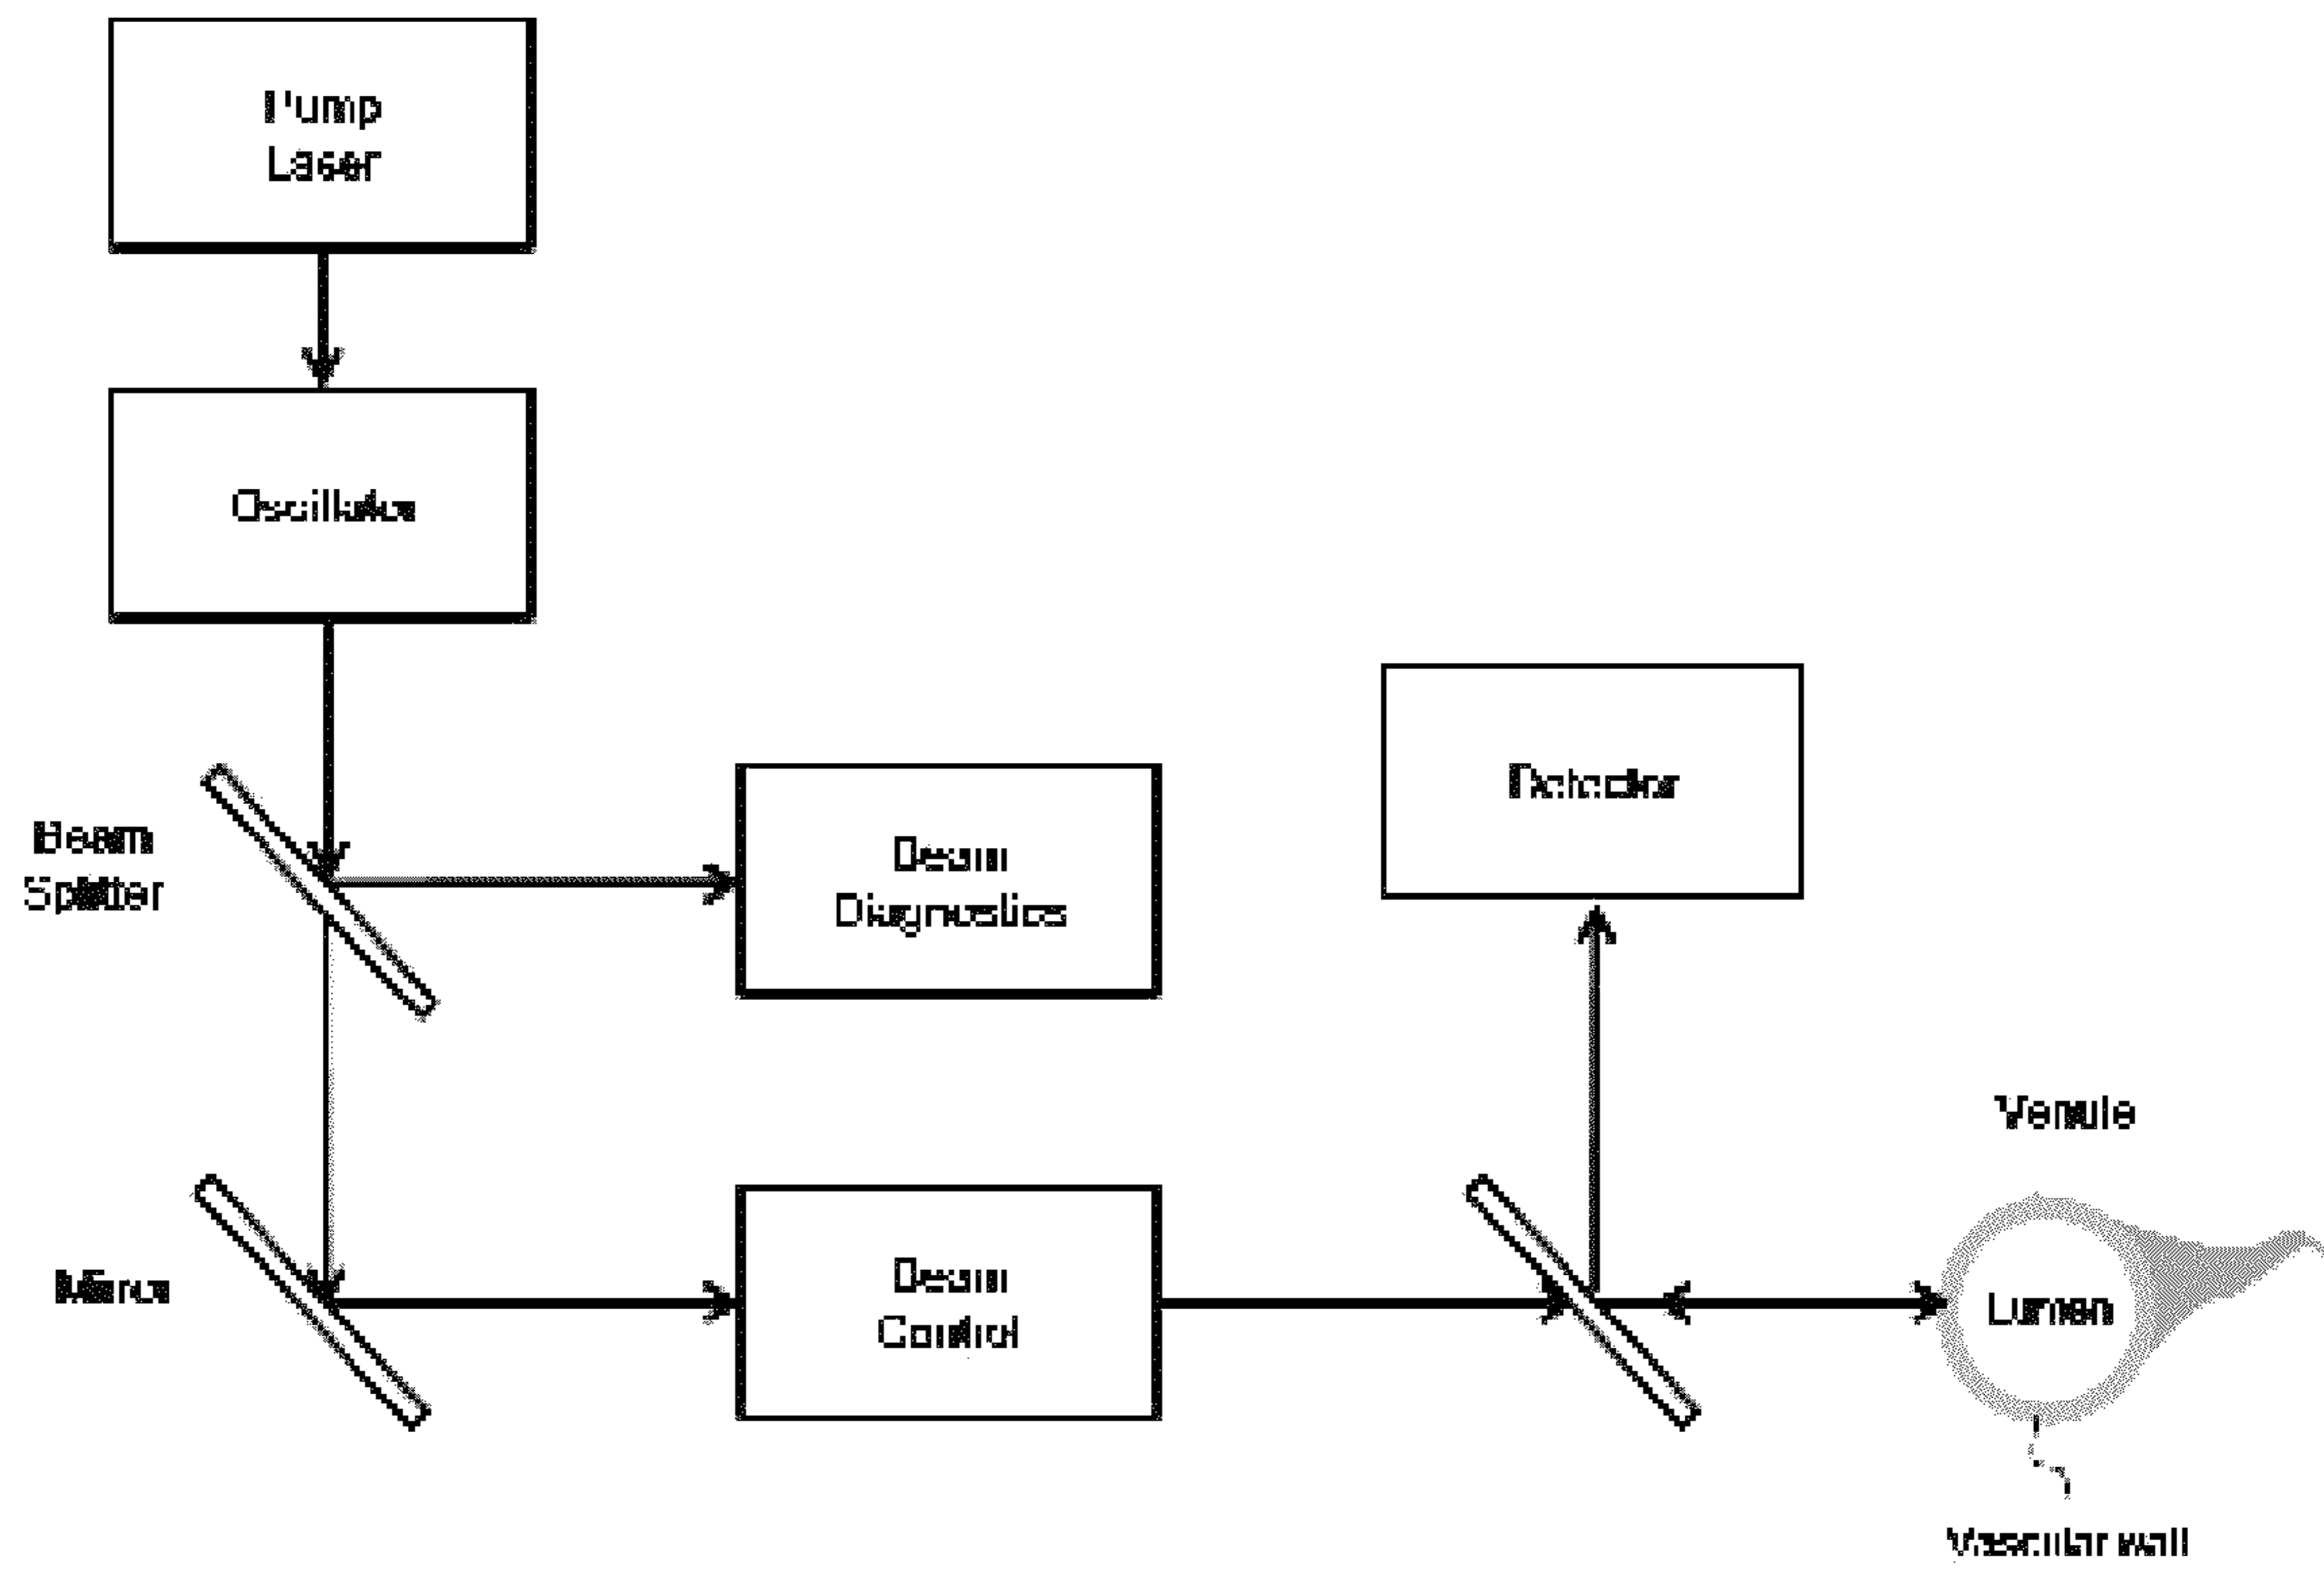 Pump
Laser
Oscillator
Beam
Splitter
Beam
Diagnostics
Detector
Venule
Mirror
Beam
Control
Lumen
Vascular wall